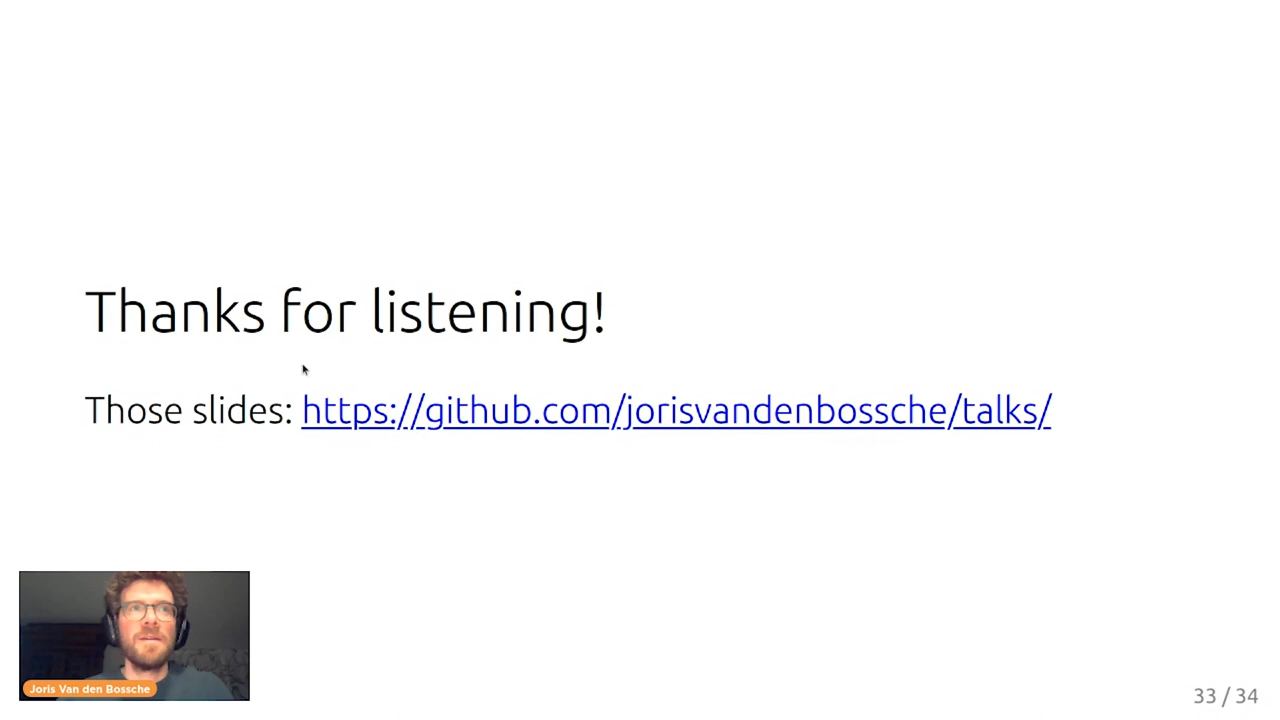 Thanks for listening!
Those slides: https://github.com/jorisvandenbossche/talks/
Joris Van den Bossche
33 / 34